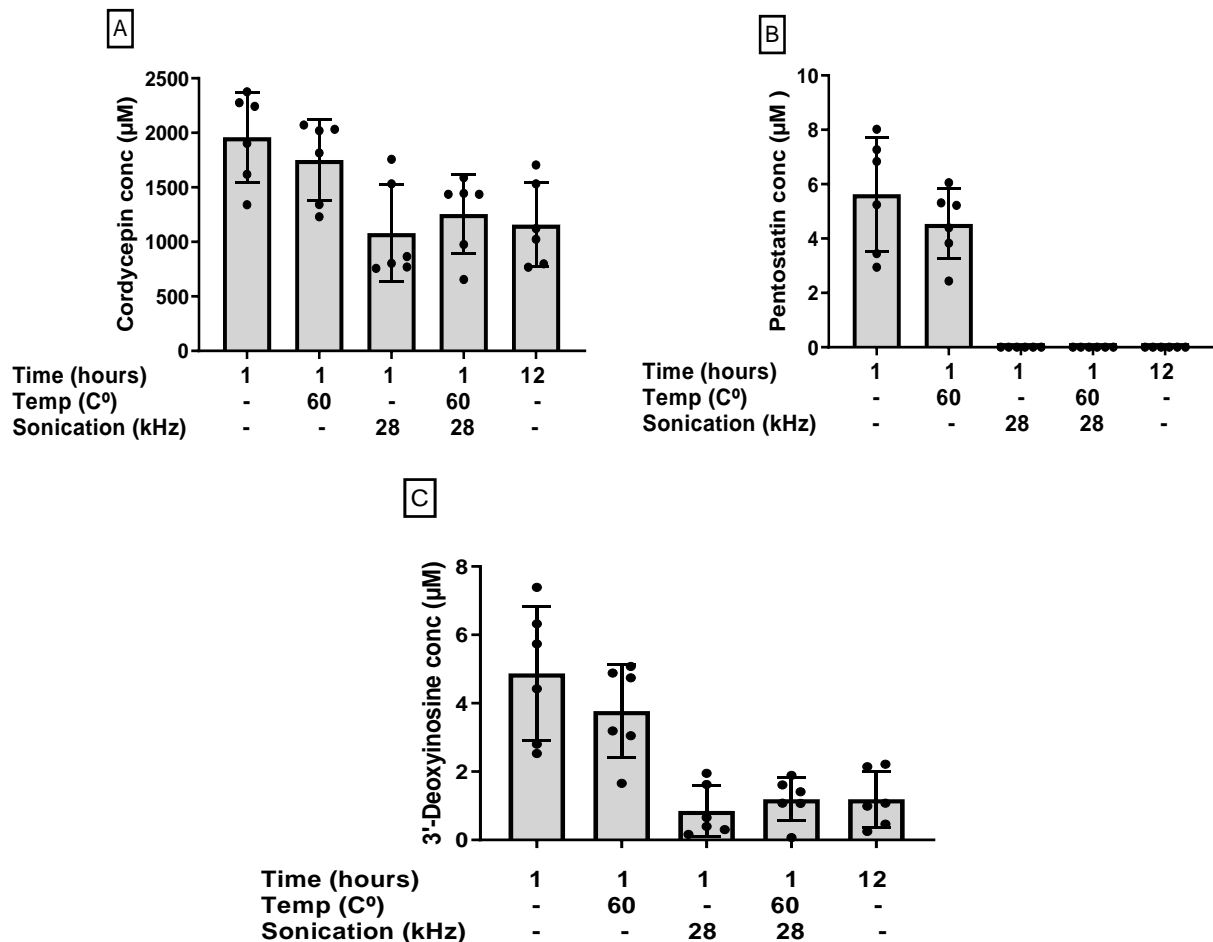 A
Cordycepin conc (µM)
2500
2000
1500
1000
500
0
Time (hours) 1 1 1 1 12
Temp (Cº) - 60 - 60 -
Sonication (kHz) - - 28 28 -
B
Pentostatin conc (µM )
10
8
6
4
2
0
Time (hours) 1 1 1 1 12
Temp (Cº) - 60 - 60 -
Sonication (kHz) - - 28 28 -
C
3'-Deoxyinosine conc (µM)
8
6
4
2
0
Time (hours) 1 1 1 1 12
Temp (Cº) - 60 - 60 -
Sonication (kHz) - - 28 28 -